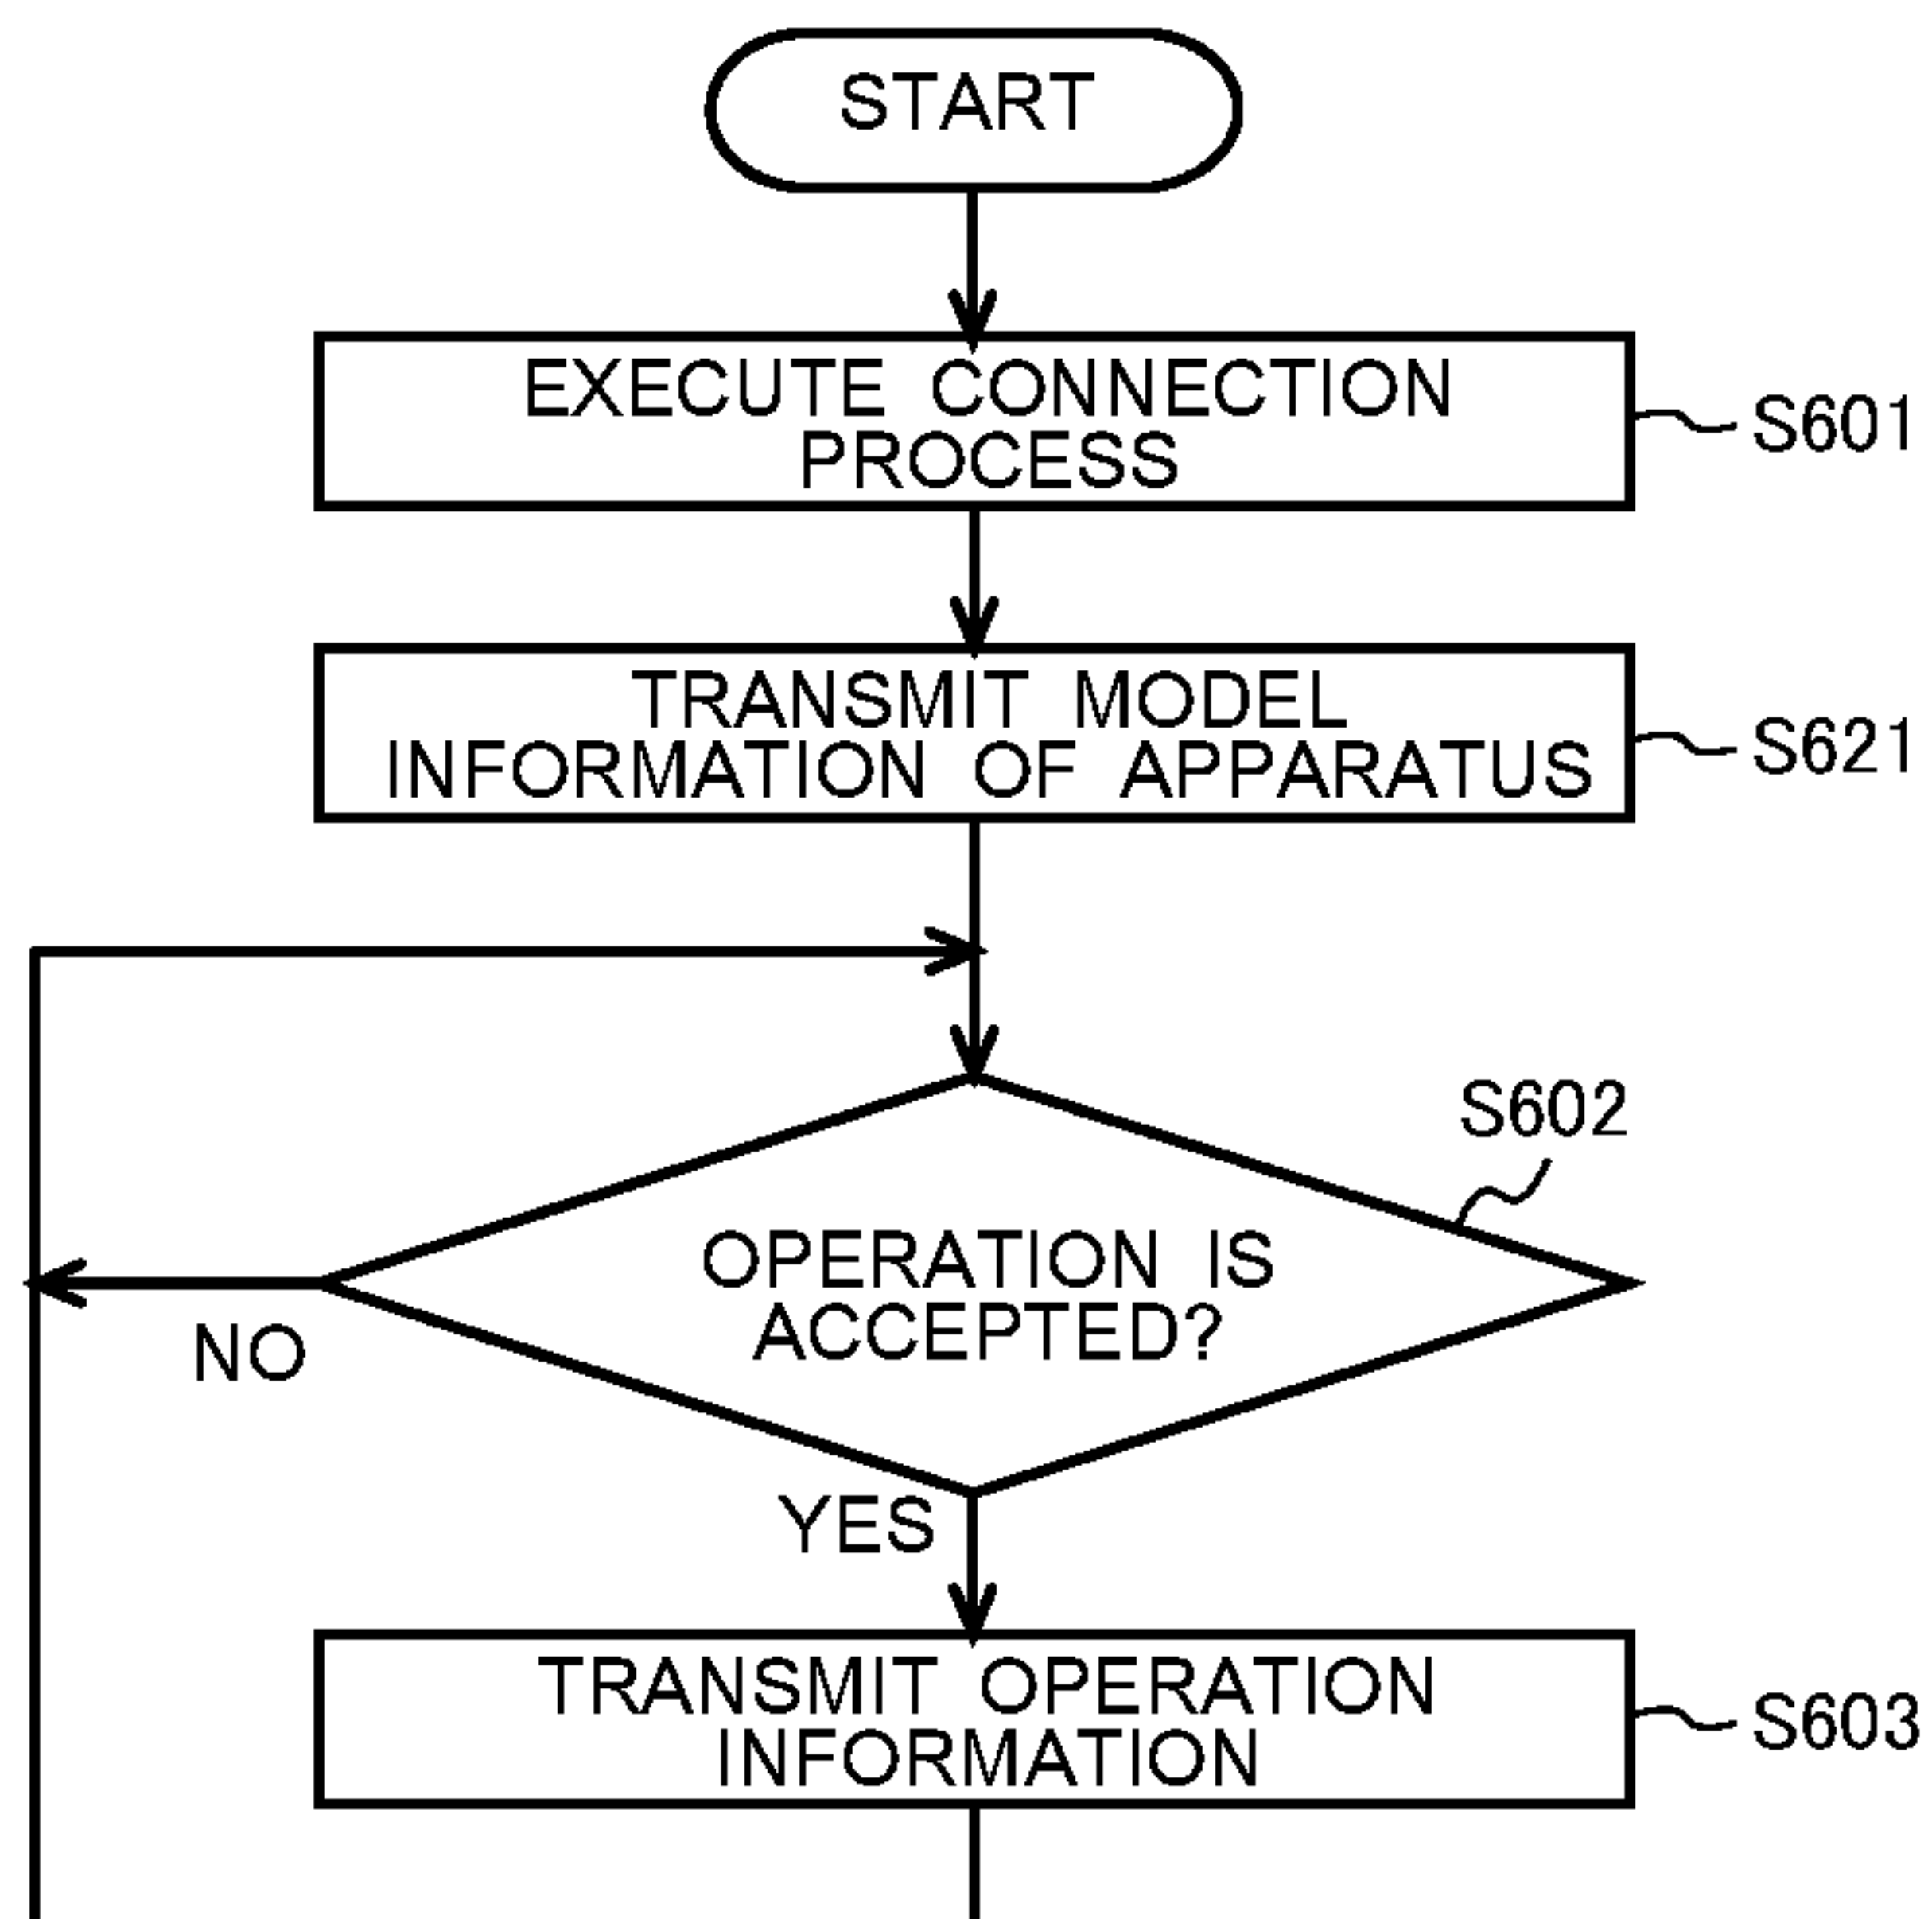 START
EXECUTE CONNECTION
PROCESS
S601
TRANSMIT MODEL
INFORMATION OF APPARATUS
S621
S602
OPERATION IS
ACCEPTED?
NO
YES
TRANSMIT OPERATION
INFORMATION
S603